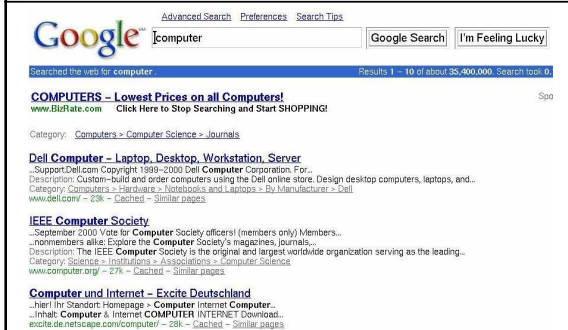 Advanced Search Preferences Search Tips
Google computer Google Search I'm Feeling Lucky
Searched the web for computer. Results 1 - 10 of about 35,400,000. Search took 0.
COMPUTERS - Lowest Prices on all Computers! Spo
www.BizRate.com Click Here to Stop Searching and Start SHOPPING!
Category: Computers > Computer Science > Journals
Dell Computer - Laptop, Desktop, Workstation, Server
...Support.Dell.com Copyright 1999-2000 Dell Computer Corporation. For...
Description: Custom-build and order computers using the Dell online store. Design desktop computers, laptops, and...
Category: Computers > Hardware > Notebooks and Laptops > By Manufacturer > Dell
www.dell.com/ - 23k - Cached - Similar pages
IEEE Computer Society
...September 2000 Vote for Computer Society officers! (members only) Members...
...nonmembers alike: Explore the Computer Society's magazines, journals,...
Description: The IEEE Computer Society is the original and largest worldwide organization serving as the leading...
Category: Science > Institutions > Associations > Computer Science
www.computer.org/ - 27k - Cached - Similar pages
Computer und Internet - Excite Deutschland
...hier! Ihr Standort: Homepage > Computer Internet Computer...
...Inhalt: Computer & Internet COMPUTER INTERNET Download...
excite.de.netscape.com/computer/ - 28k - Cached - Similar pages